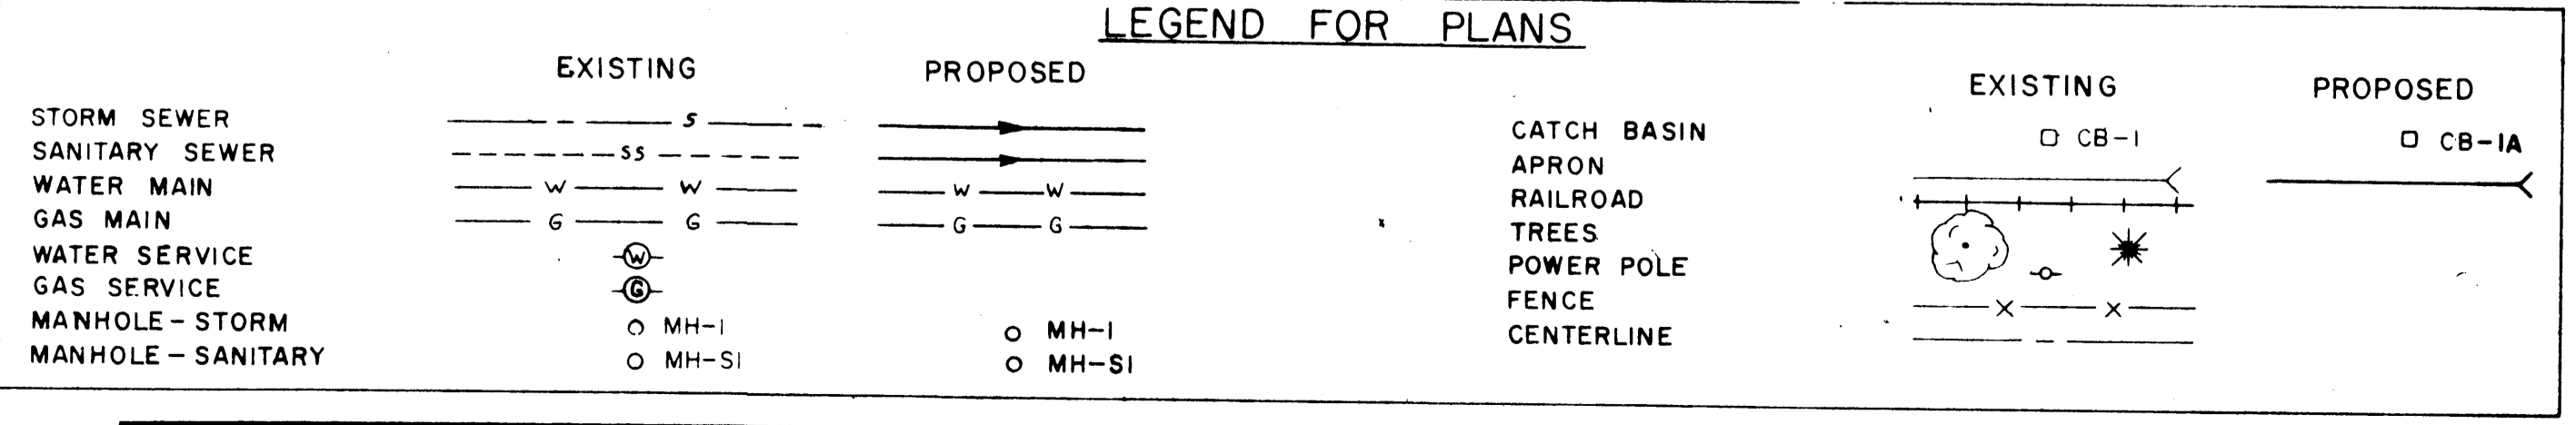 LEGEND FOR PLANS
EXISTING PROPOSED
STORM SEWER S
SANITARY SEWER SS
WATER MAIN W W W W
GAS MAIN G G G G
WATER SERVICE W
GAS SERVICE G
MANHOLE-STORM MH-1 MH-1
MANHOLE-SANITARY MH-S1 MH-S1
EXISTING PROPOSED
CATCH BASIN CB-1 CB-1A
APRON
RAILROAD
TREES
POWER POLE
FENCE X X
CENTERLINE